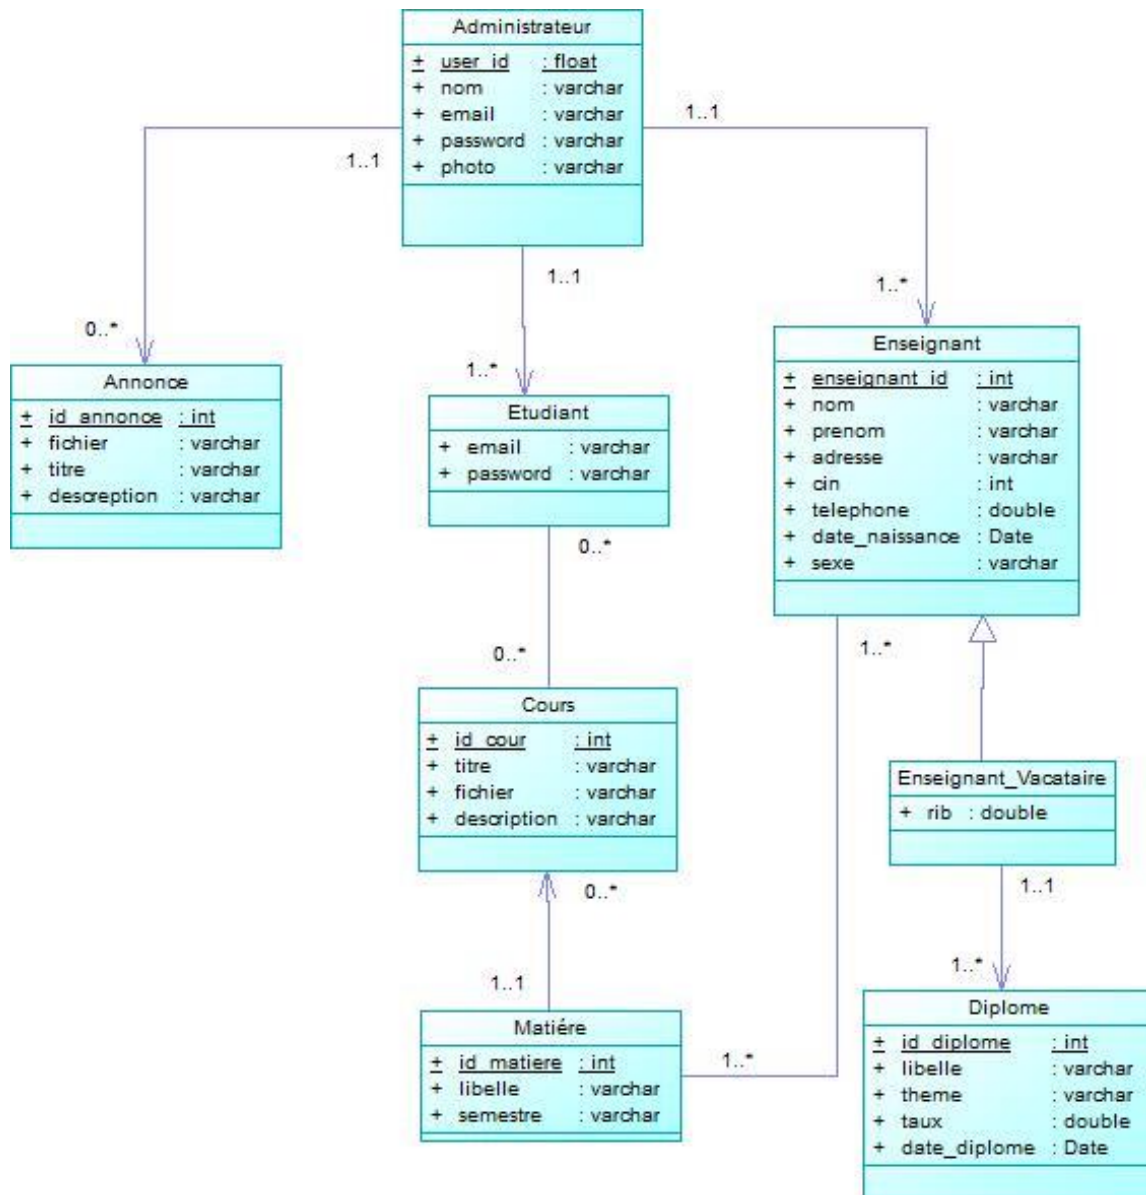 Administrateur
+ user_id : float
+ nom : varchar
+ email : varchar
+ password : varchar
+ photo : varchar
1..1
1..1
1..1
0..*
1..*
1..*
Annonce
+ id_annonce : int
+ fichier : varchar
+ titre : varchar
+ descreption : varchar
Etudiant
+ email : varchar
+ password : varchar
Enseignant
+ enseignant_id : int
+ nom : varchar
+ prenom : varchar
+ adresse : varchar
+ cin : int
+ telephone : double
+ date_naissance : Date
+ sexe : varchar
0..*
1..*
0..*
Cours
+ id_cour : int
+ titre : varchar
+ fichier : varchar
+ description : varchar
Enseignant_Vacataire
+ rib : double
0..*
1..1
1..1
1..*
Matiére
+ id_matiere : int
+ libelle : varchar
+ semestre : varchar
1..*
Diplome
+ id_diplome : int
+ libelle : varchar
+ theme : varchar
+ taux : double
+ date_diplome : Date